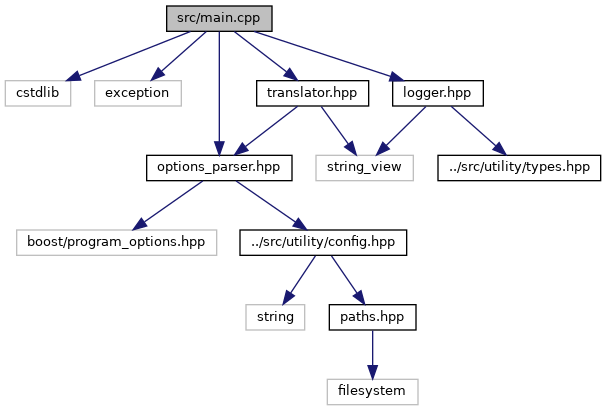 src/main.cpp
cstdlib
exception
translator.hpp
logger.hpp
options_parser.hpp
string_view
../src/utility/types.hpp
boost/program_options.hpp
../src/utility/config.hpp
string
paths.hpp
filesystem